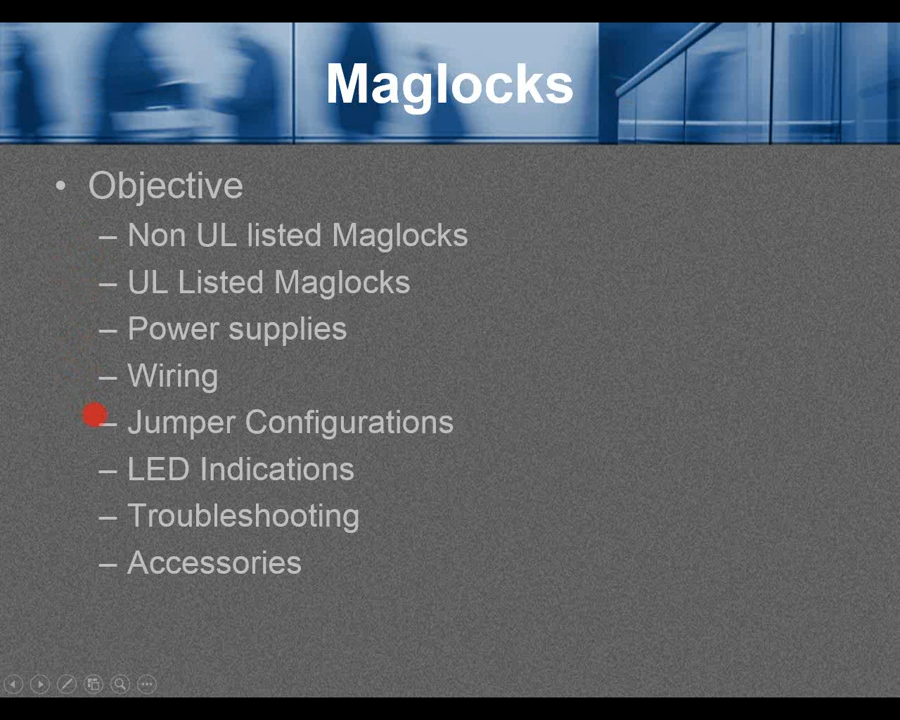 Maglocks
• Objective
– Non UL listed Maglocks
– UL Listed Maglocks
– Power supplies
– Wiring
– Jumper Configurations
– LED Indications
– Troubleshooting
– Accessories